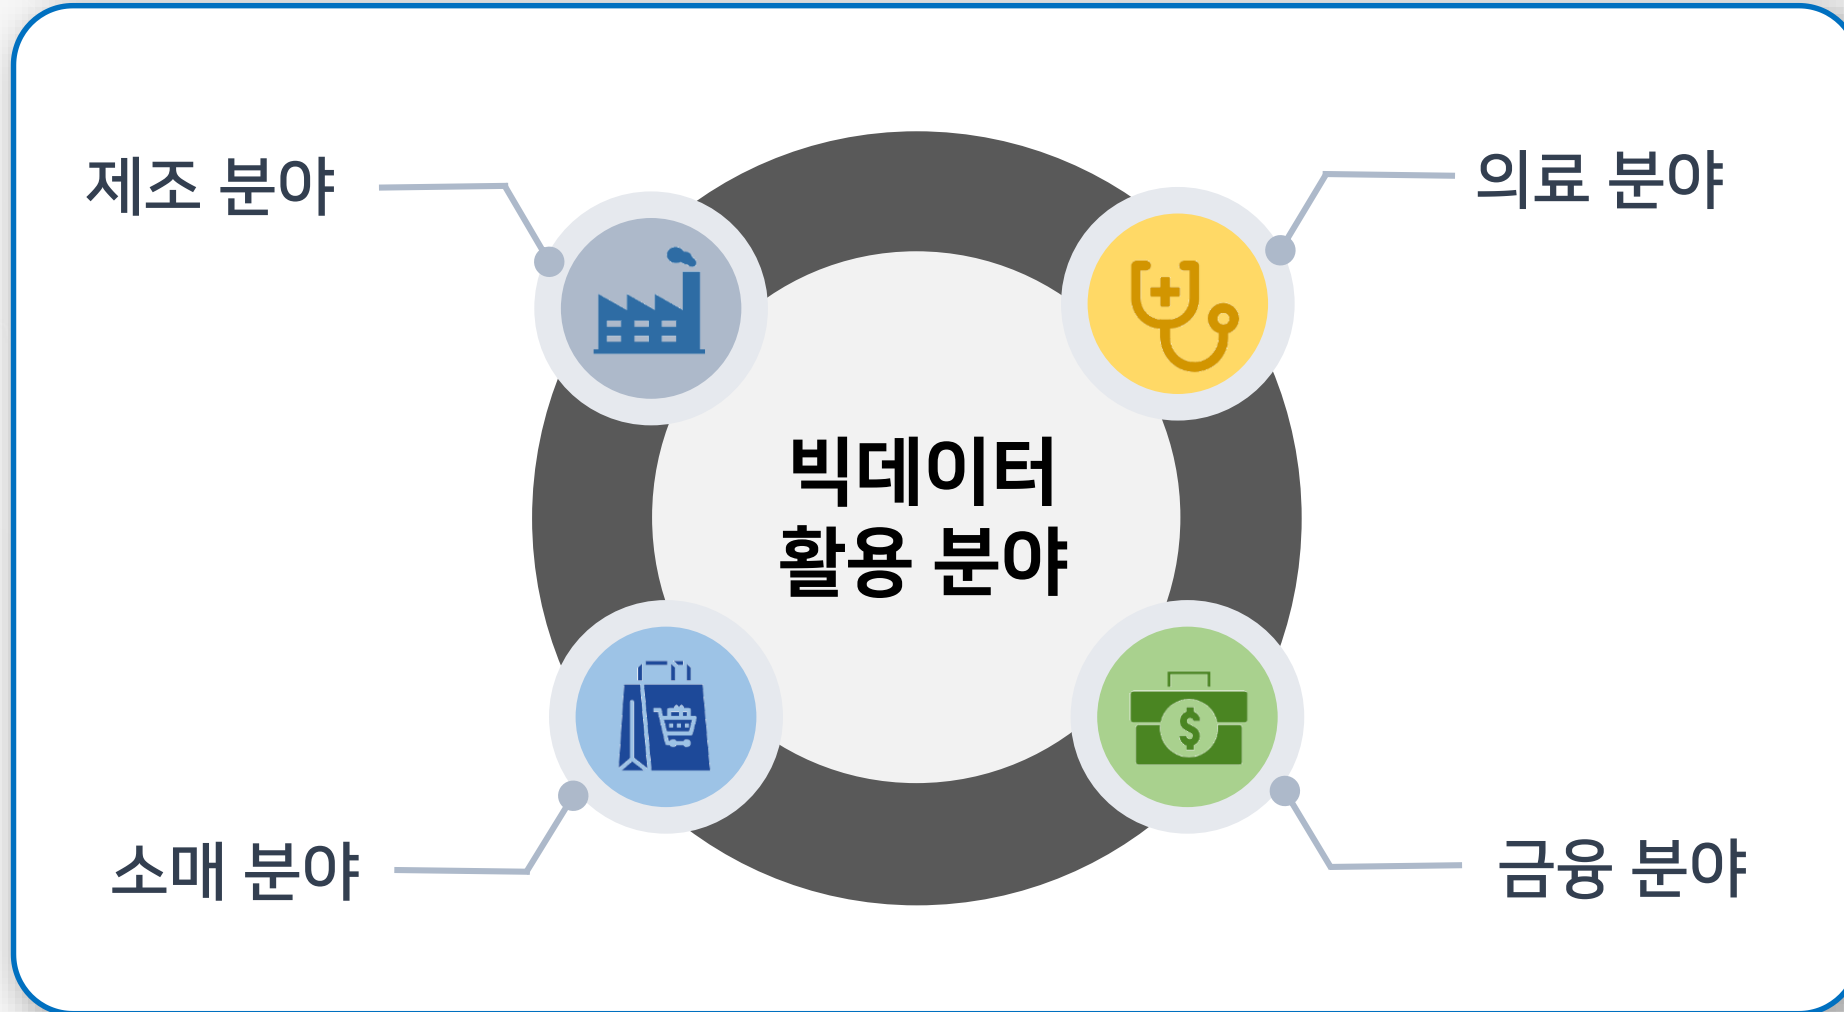 제조 분야
의료 분야
빅데이터
활용 분야
소매 분야
금융 분야
$